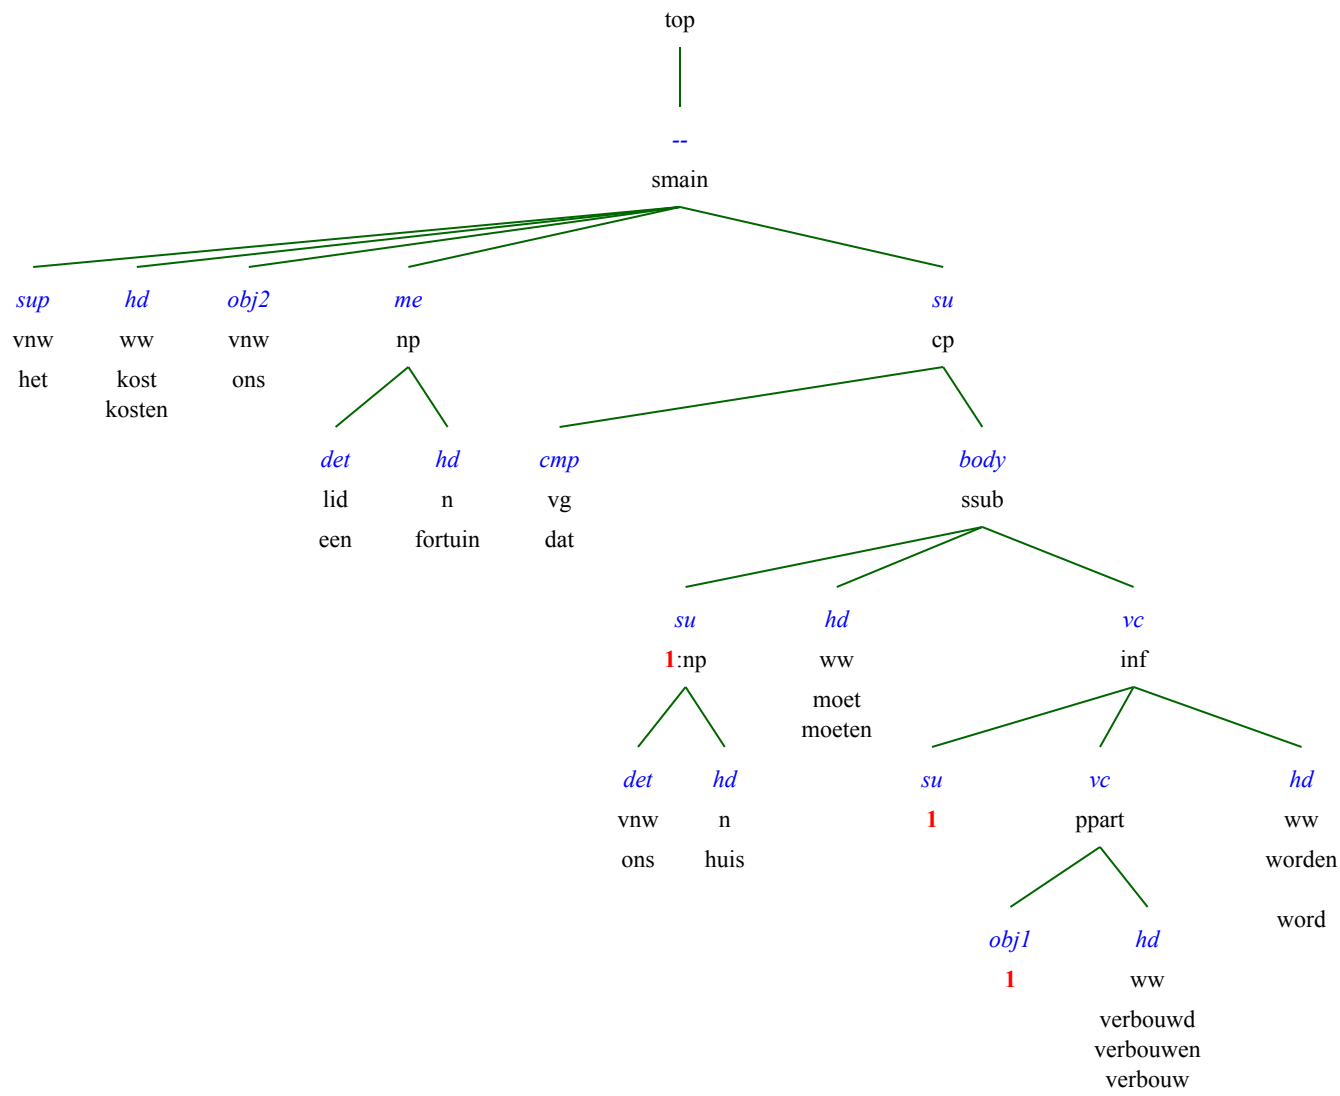 top
--
smain
sup hd obj2 me su
vnw ww vnw np cp
het kost ons
kosten
det hd cmp body
lid n vg ssub
een fortuin dat
su hd vc
1:np ww inf
moet
moeten
det hd su vc hd
vnw n 1 ppart ww
ons huis worden
word
obj1 hd
1 ww
verbouwd
verbouwen
verbouw